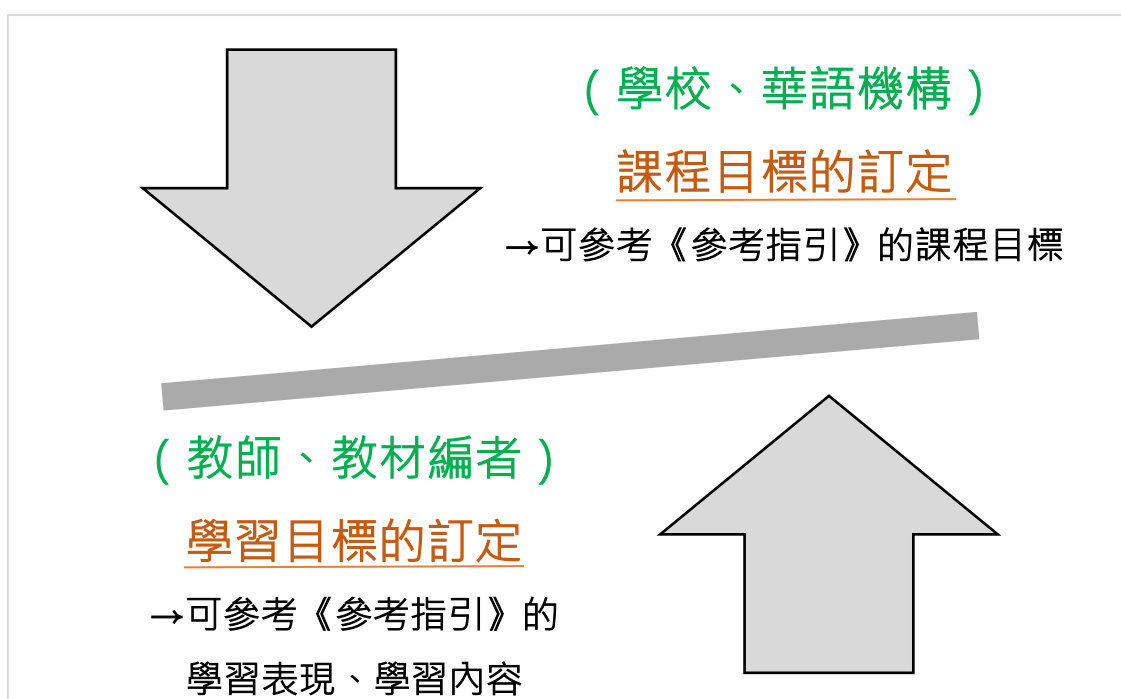 （學校、華語機構）
課程目標的訂定
→可參考《參考指引》的課程目標
（教師、教材編者）
學習目標的訂定
→可參考《參考指引》的
學習表現、學習內容